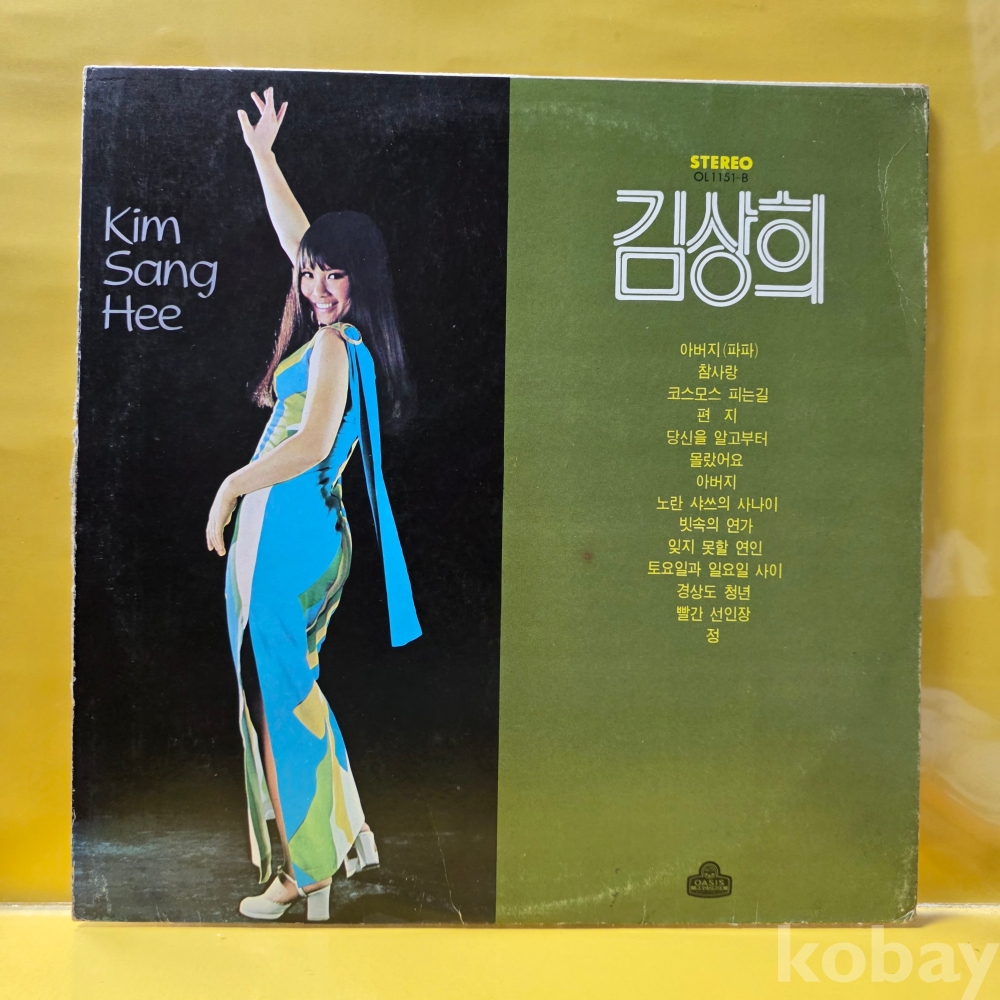 Kim
Sang
Hee
STEREO
OL1151-B
김상희
아버지(파파)
참사랑
코스모스 피는길
편 지
당신을 알고부터
몰랐어요
아버지
노란 샤쓰의 사나이
빗속의 연가
잊지 못할 연인
토요일과 일요일 사이
경상도 청년
빨간 선인장
정
OASIS
kobay